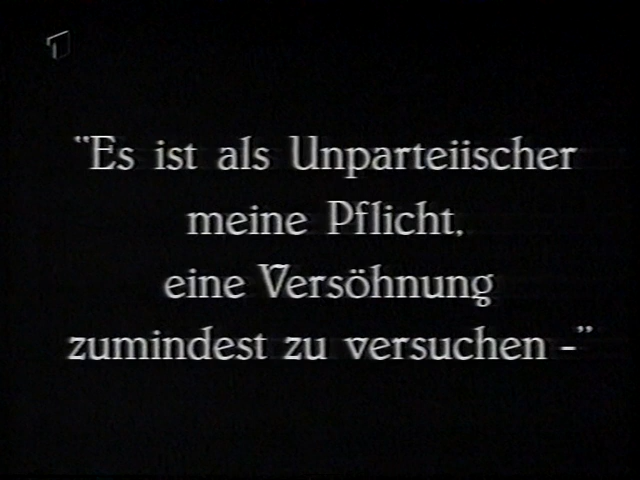 "Es ist als Unparteiischer
meine Pflicht,
eine Versöhnung
zumindest zu versuchen -"